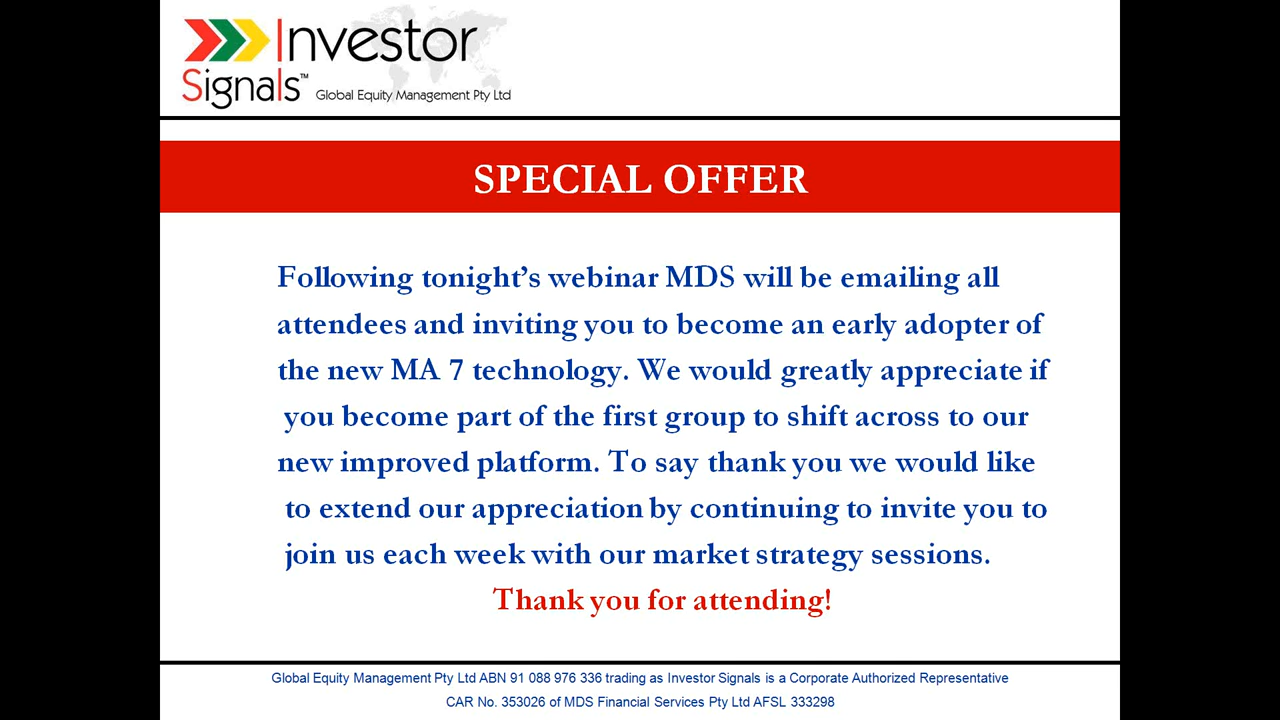 Investor
Signals™ Global Equity Management Pty Ltd
SPECIAL OFFER
Following tonight's webinar MDS will be emailing all
attendees and inviting you to become an early adopter of
the new MA 7 technology. We would greatly appreciate if
you become part of the first group to shift across to our
new improved platform. To say thank you we would like
to extend our appreciation by continuing to invite you to
join us each week with our market strategy sessions.
Thank you for attending!
Global Equity Management Pty Ltd ABN 91 088 976 336 trading as Investor Signals is a Corporate Authorized Representative
CAR No. 353026 of MDS Financial Services Pty Ltd AFSL 333298